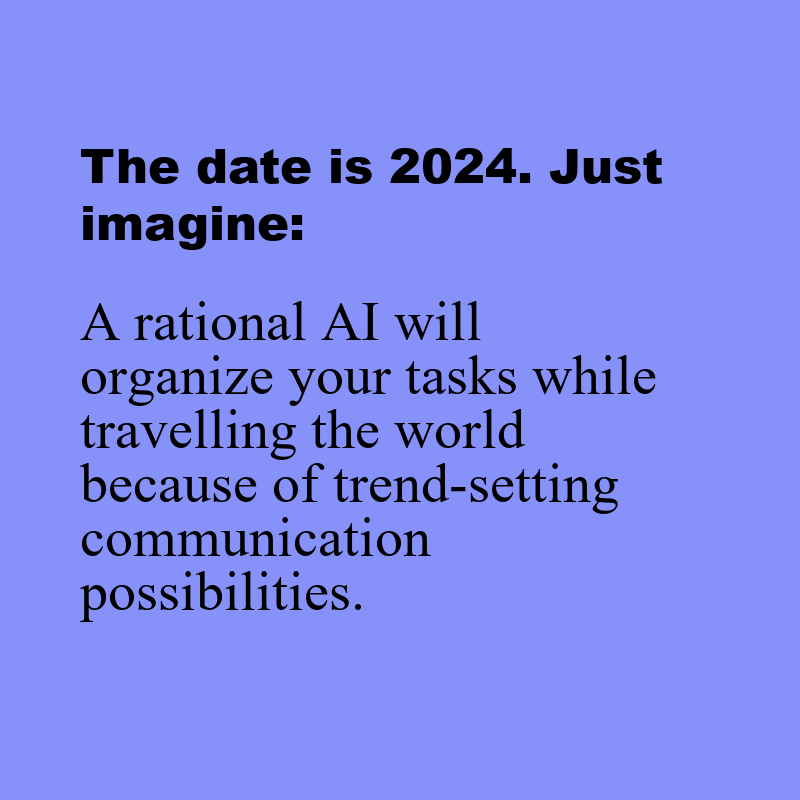 The date is 2024. Just
imagine:
A rational AI will
organize your tasks while
travelling the world
because of trend-setting
communication
possibilities.